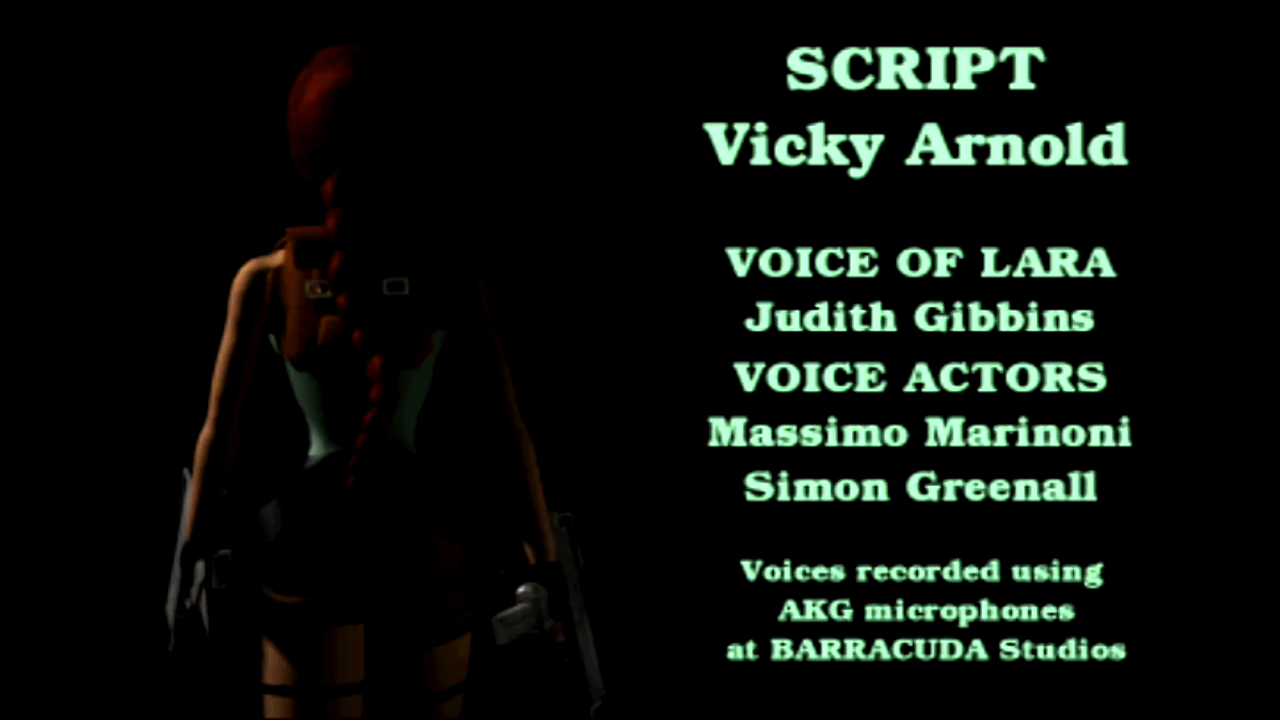 SCRIPT
Vicky Arnold
VOICE OF LARA
Judith Gibbins
VOICE ACTORS
Massimo Marinoni
Simon Greenall
Voices recorded using
AKG microphones
at BARRACUDA Studios